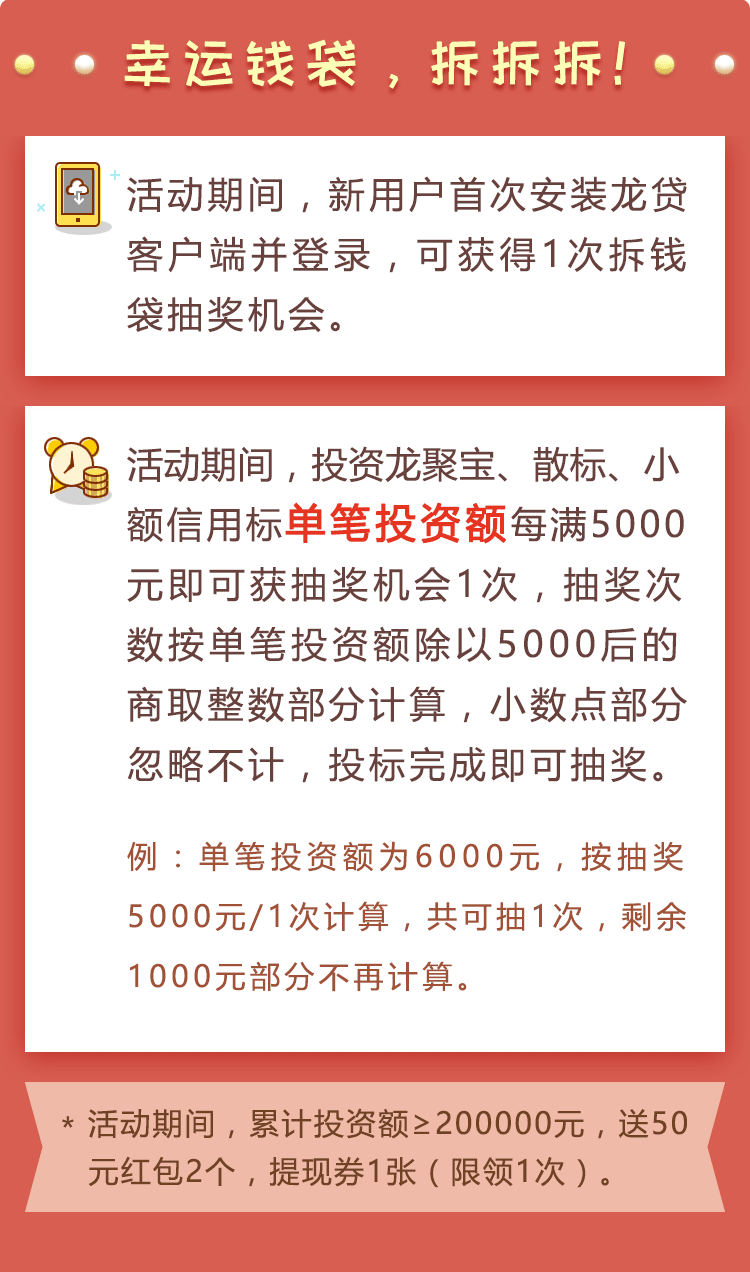 幸运钱袋，拆拆拆！
活动期间，新用户首次安装龙贷
客户端并登录，可获得1次拆钱
袋抽奖机会。
活动期间，投资龙聚宝、散标、小
额信用标单笔投资额每满5000
元即可获抽奖机会1次，抽奖次
数按单笔投资额除以5000后的
商取整数部分计算，小数点部分
忽略不计，投标完成即可抽奖。
例：单笔投资额为6000元，按抽奖
5000元/1次计算，共可抽1次，剩余
1000元部分不再计算。
* 活动期间，累计投资额≥200000元，送50
元红包2个，提现券1张（限领1次）。